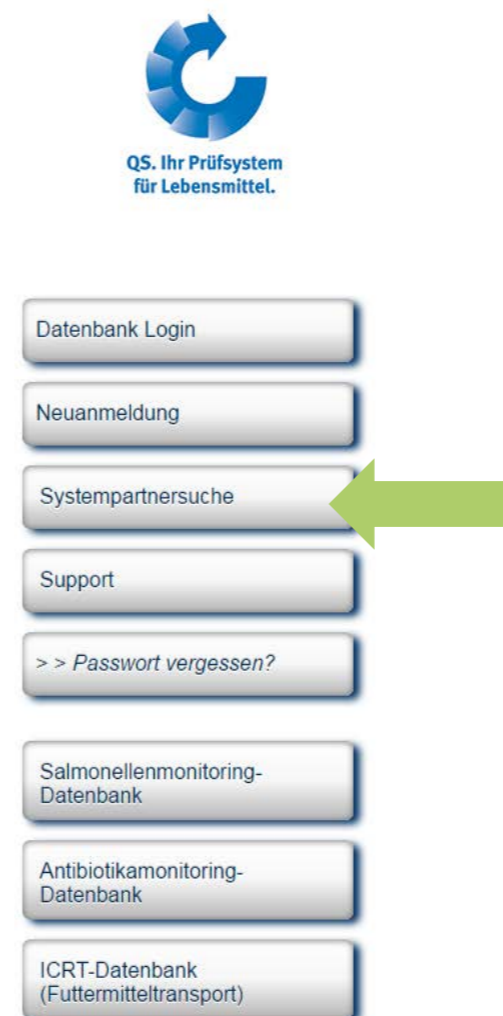 QS. Ihr Prüfsystem
für Lebensmittel.
Datenbank Login
Neuanmeldung
Systempartnersuche
Support
> > Passwort vergessen?
Salmonellenmonitoring-
Datenbank
Antibiotikamonitoring-
Datenbank
ICRT-Datenbank
(Futtermitteltransport)